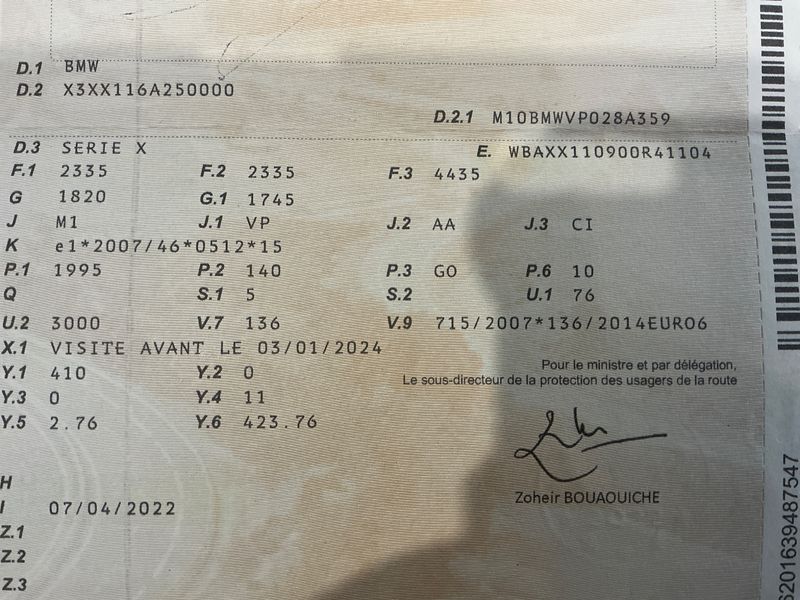 D.1 BMW
D.2 X3XX116A250000
D.2.1 M10BMWVP028A359
D.3 SERIE X E. WBAXX110900R41104
F.1 2335 F.2 2335 F.3 4435
G 1820 G.1 1745
J M1 J.1 VP J.2 AA J.3 CI
K e1*2007/46*0512*15
P.1 1995 P.2 140 P.3 GO P.6 10
Q S.1 5 S.2 U.1 76
U.2 3000 V.7 136 V.9 715/2007*136/2014EURO6
X.1 VISITE AVANT LE 03/01/2024
Y.1 410 Y.2 0
Y.3 0 Y.4 11
Y.5 2.76 Y.6 423.76
Pour le ministre et par délégation,
Le sous-directeur de la protection des usagers de la route
Zoheir BOUAOUICHE
H
I 07/04/2022
Z.1
Z.2
Z.3
6201639487547